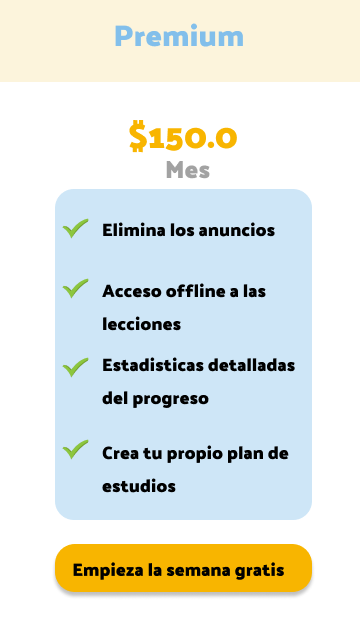 Premium
$150.0
Mes
Elimina los anuncios
Acceso offline a las
lecciones
Estadisticas detalladas
del progreso
Crea tu propio plan de
estudios
Empieza la semana gratis